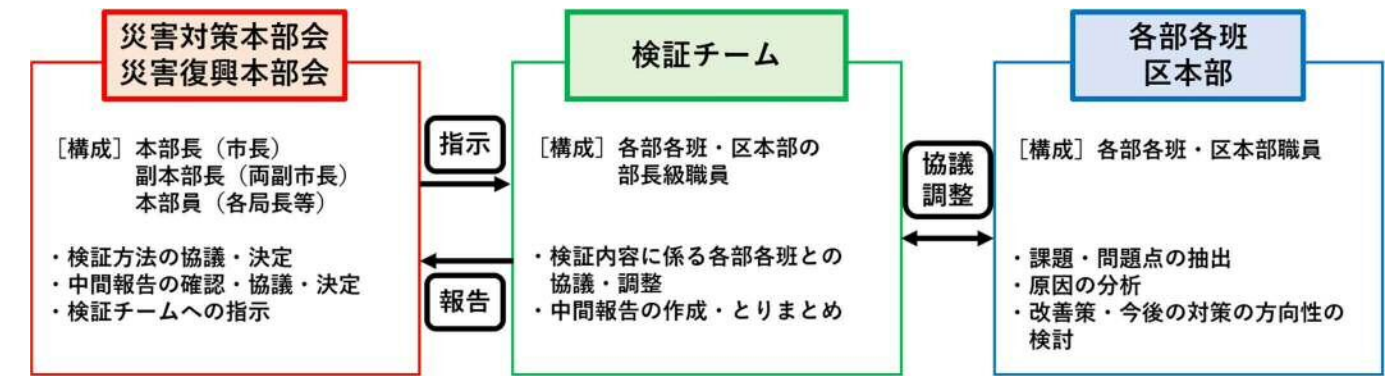 災害対策本部会
災害復興本部会
［構成］本部長（市長）
副本部長（両副市長）
本部員（各局長等）
・検証方法の協議・決定
・中間報告の確認・協議・決定
・検証チームへの指示
指示
報告
検証チーム
［構成］各部各班・区本部の
部長級職員
・検証内容に係る各部各班との
協議・調整
・中間報告の作成・とりまとめ
協議
調整
各部各班
区本部
［構成］各部各班・区本部職員
・課題・問題点の抽出
・原因の分析
・改善策・今後の対策の方向性の
検討